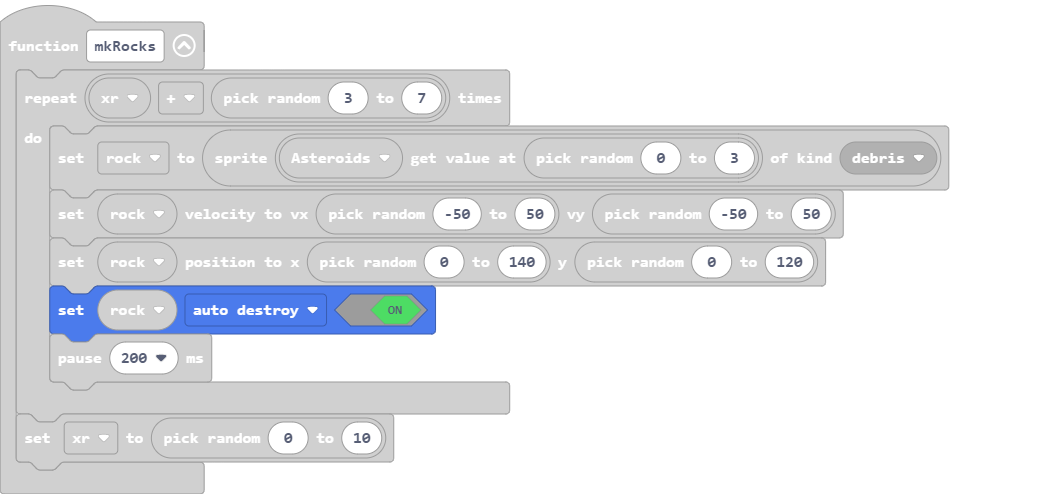 function mkRocks
repeat xr + pick random 3 to 7 times
do
set rock to sprite Asteroids get value at pick random 0 to 3 of kind debris
set rock velocity to vx pick random -50 to 50 vy pick random -50 to 50
set rock position to x pick random 0 to 140 y pick random 0 to 120
set rock auto destroy ON
pause 200 ms
set xr to pick random 0 to 10